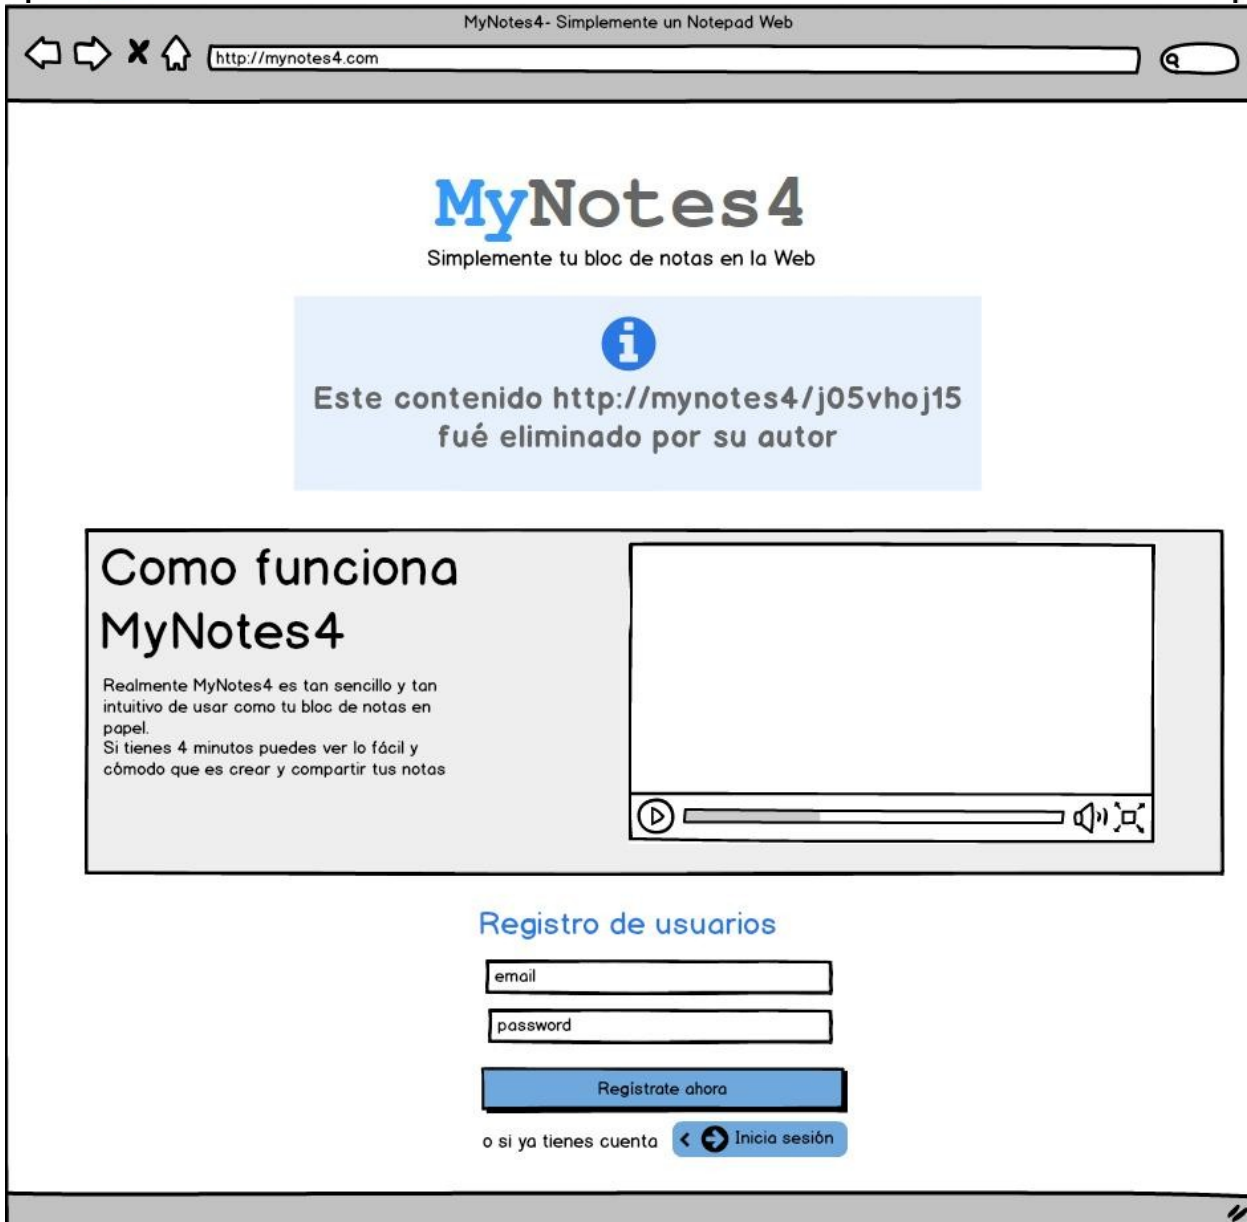 MyNotes4- Simplemente un Notepad Web
http://mynotes4.com
MyNotes4
Simplemente tu bloc de notas en la Web
Este contenido http://mynotes4/j05vhoj15
fué eliminado por su autor
Como funciona
MyNotes4
Realmente MyNotes4 es tan sencillo y tan
intuitivo de usar como tu bloc de notas en
papel.
Si tienes 4 minutos puedes ver lo fácil y
cómodo que es crear y compartir tus notas
Registro de usuarios
email
password
Regístrate ahora
o si ya tienes cuenta
Inicia sesión